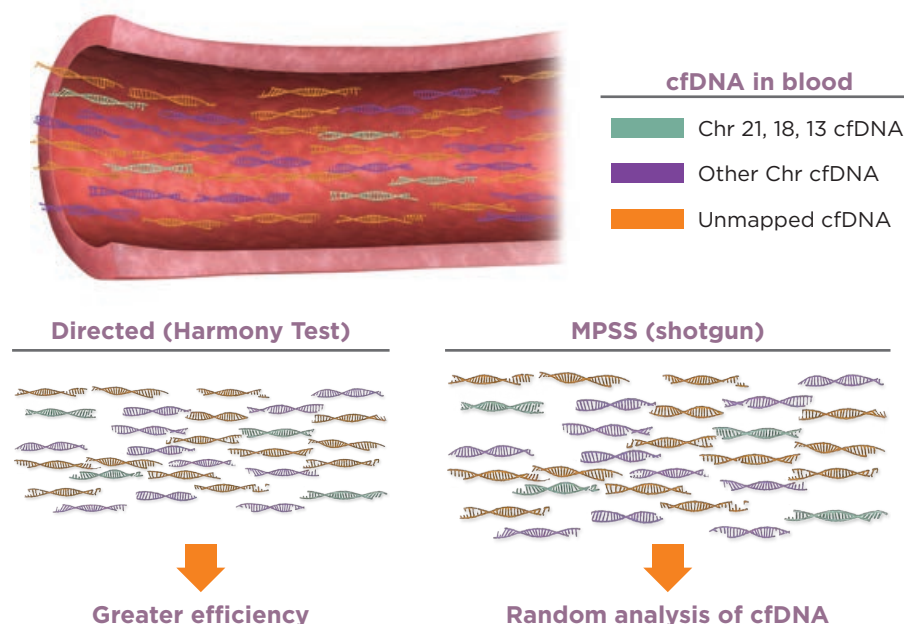 cfDNA in blood
Chr 21, 18, 13 cfDNA
Other Chr cfDNA
Unmapped cfDNA
Directed (Harmony Test)
MPSS (shotgun)
Greater efficiency
Random analysis of cfDNA